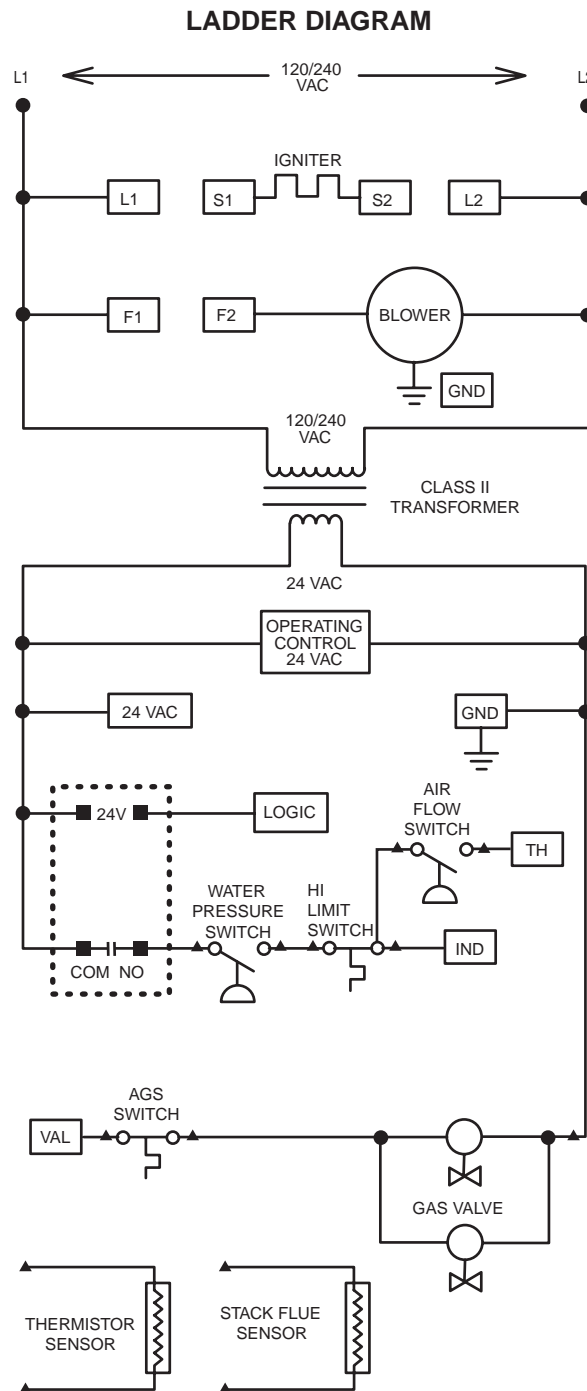 LADDER DIAGRAM
L1
120/240
VAC
L2
IGNITER
L1
S1
S2
L2
F1
F2
BLOWER
GND
120/240
VAC
CLASS II
TRANSFORMER
24 VAC
OPERATING
CONTROL
24 VAC
24 VAC
GND
24V
LOGIC
AIR
FLOW
SWITCH
TH
WATER
PRESSURE
SWITCH
HI
LIMIT
SWITCH
IND
COM NO
AGS
SWITCH
VAL
GAS VALVE
THERMISTOR
SENSOR
STACK FLUE
SENSOR